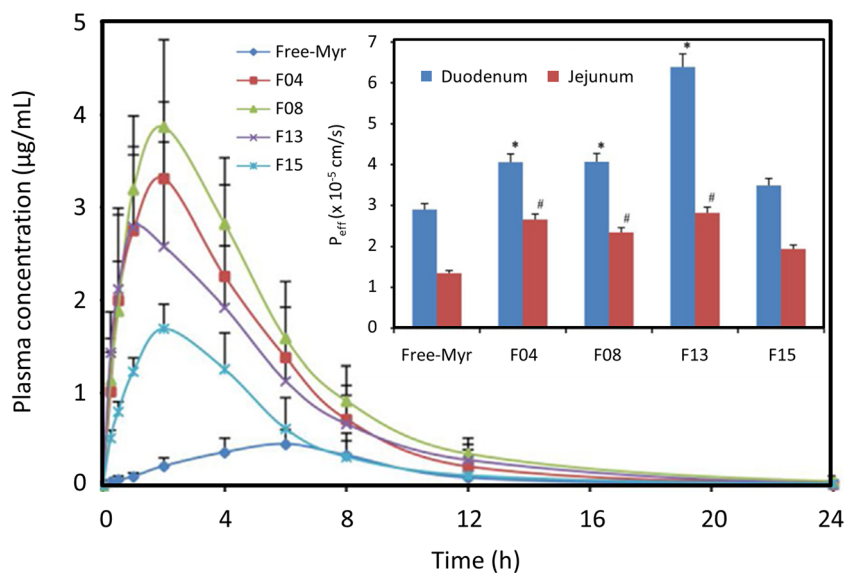 5
4
3
2
1
0
Plasma concentration (µg/mL)
0 4 8 12 16 20 24
Time (h)
Free-Myr
F04
F08
F13
F15
7
6
5
4
3
2
1
0
P_eff (x 10^-5 cm/s)
Duodenum Jejunum
* * *
# # #
Free-Myr F04 F08 F13 F15